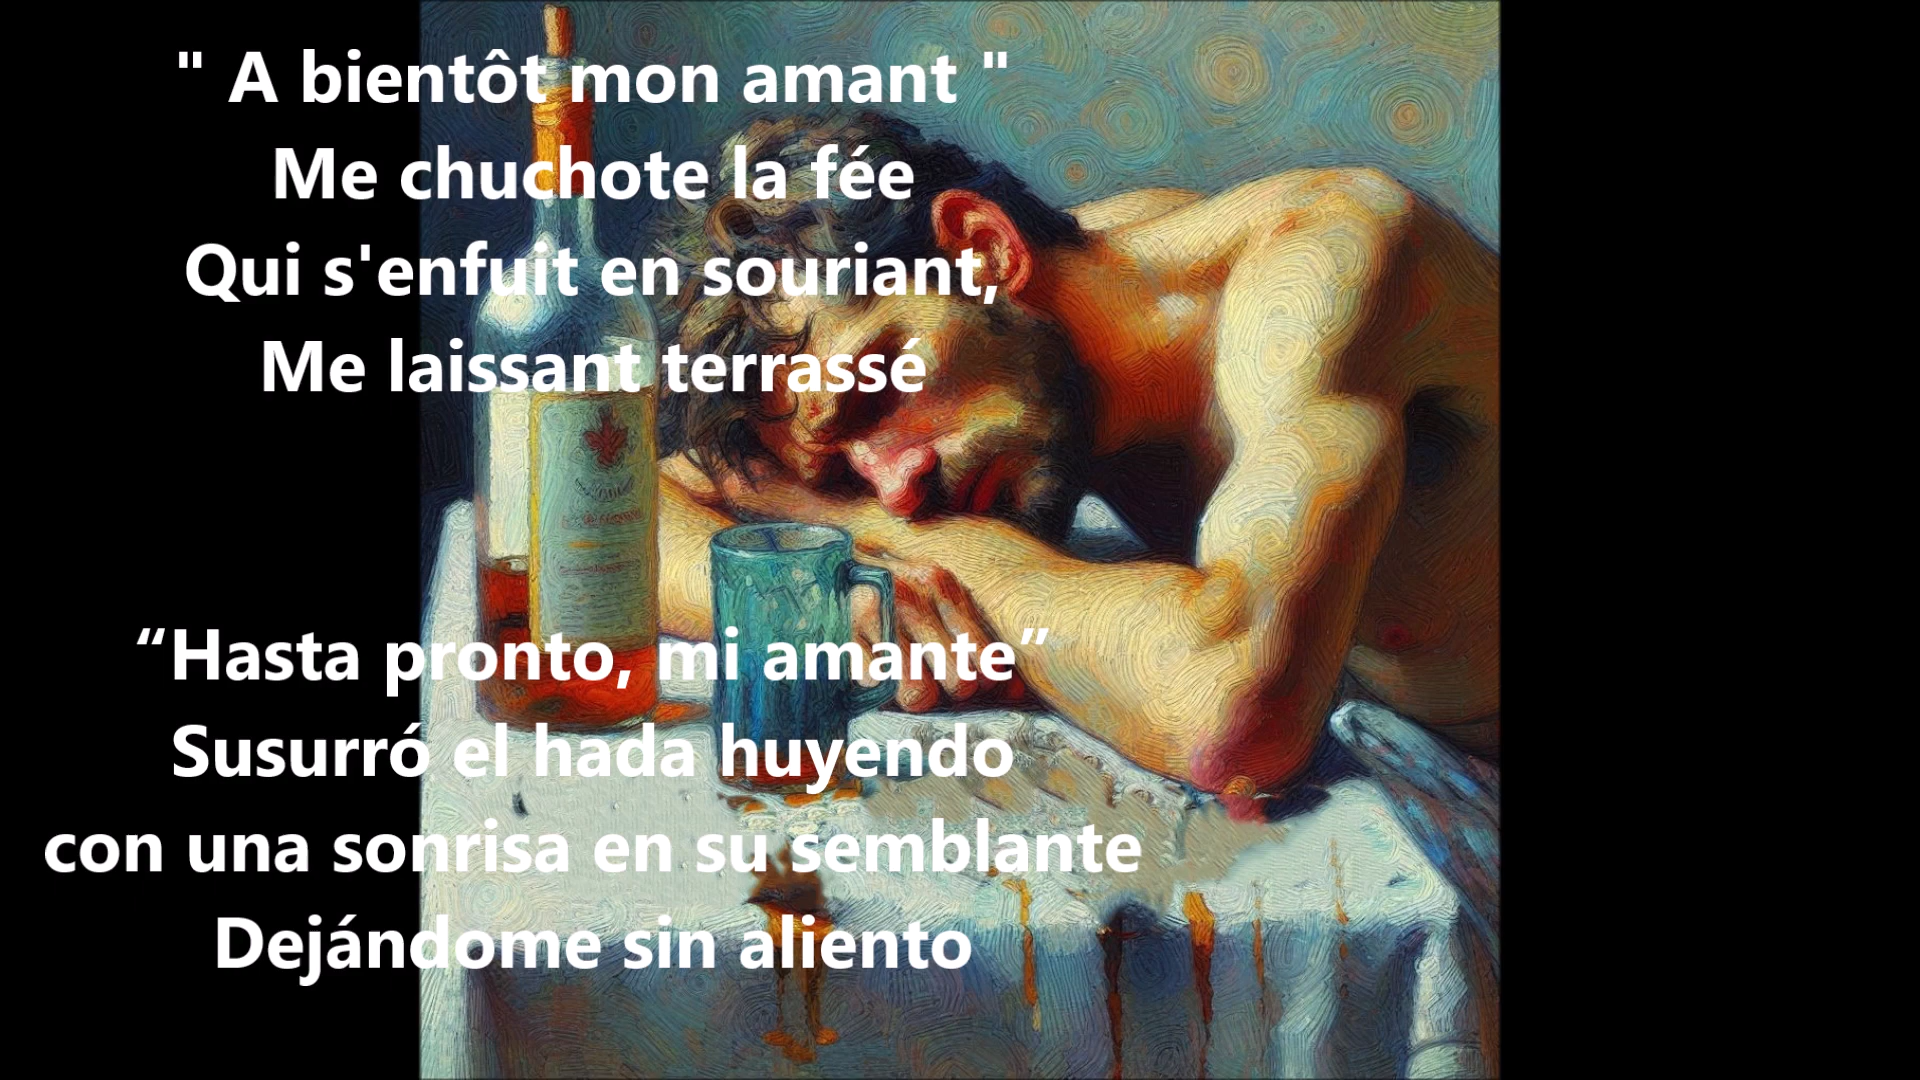 " A bientôt mon amant "
Me chuchote la fée
Qui s'enfuit en souriant,
Me laissant terrassé
“Hasta pronto, mi amante”
Susurró el hada huyendo
con una sonrisa en su semblante
Dejándome sin aliento